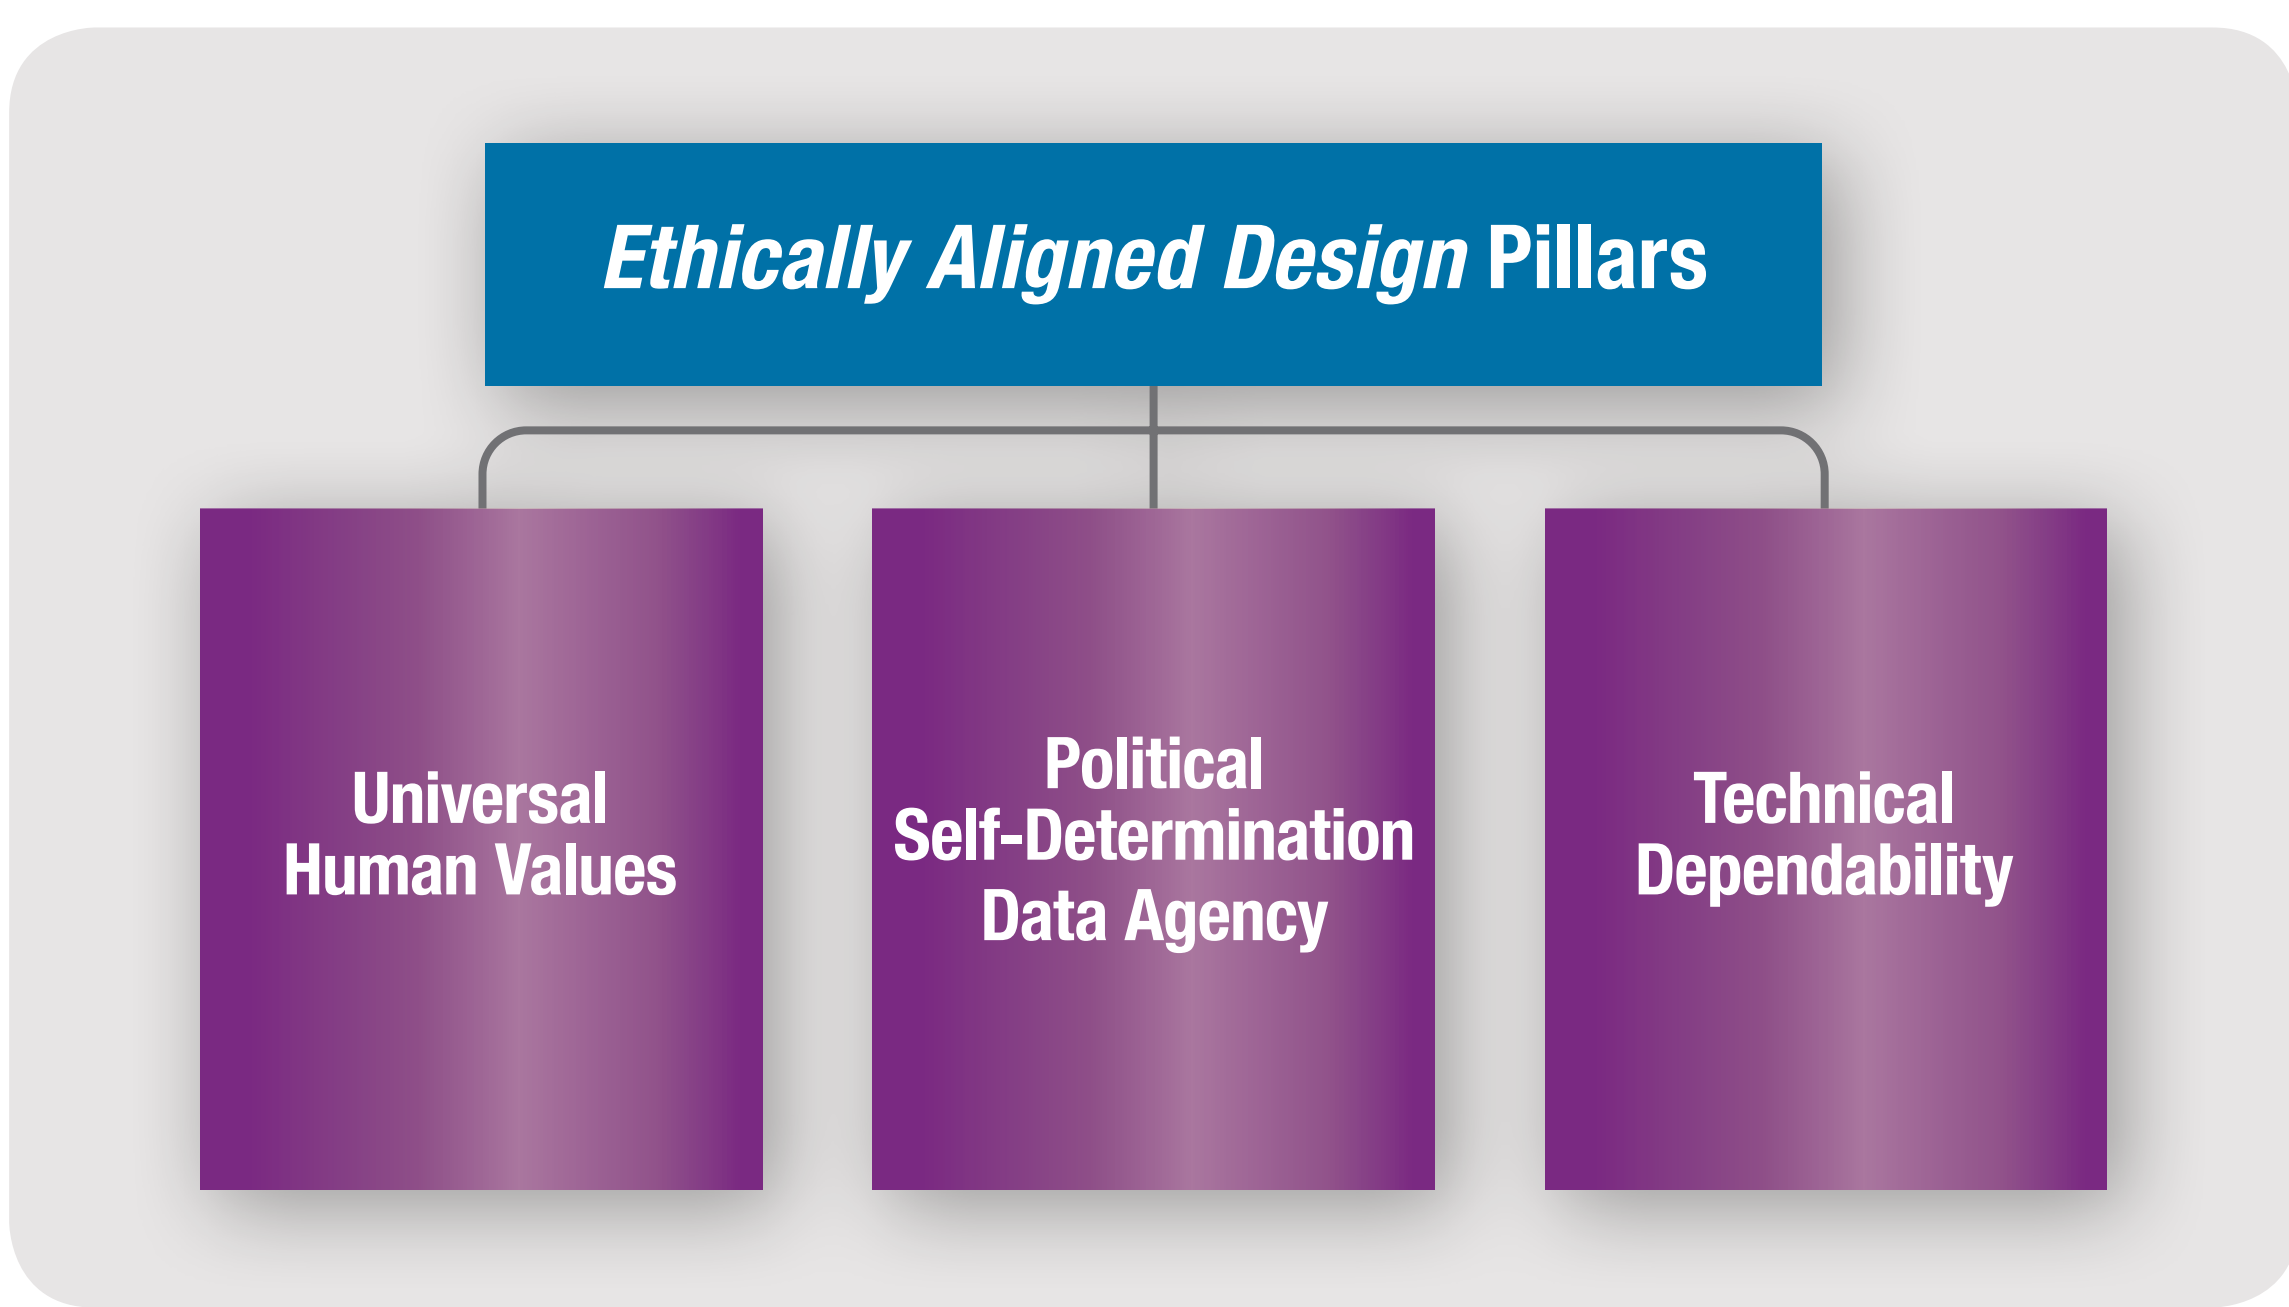 Ethically Aligned Design Pillars
Universal
Human Values
Political
Self-Determination
Data Agency
Technical
Dependability